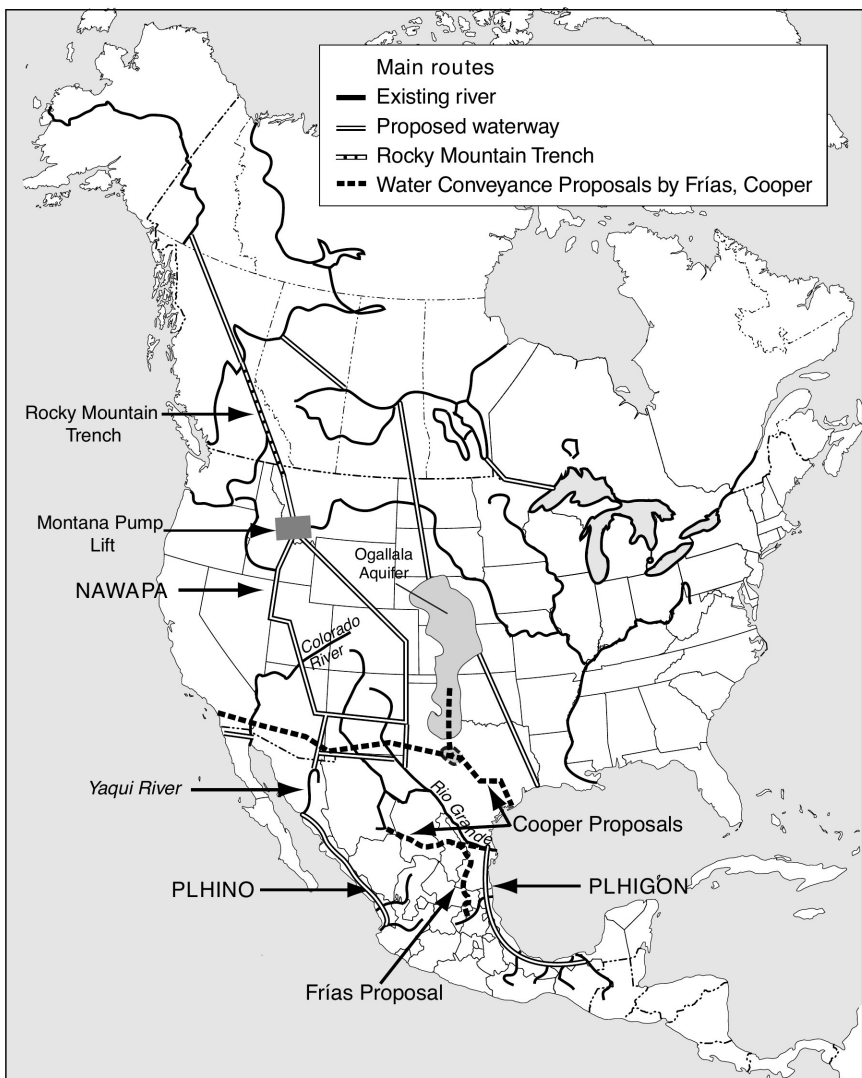 Main routes
Existing river
Proposed waterway
Rocky Mountain Trench
Water Conveyance Proposals by Frías, Cooper
Rocky Mountain
Trench
Montana Pump
Lift
Ogallala
Aquifer
NAWAPA
Colorado
River
Yaqui River
Rio Grande
Cooper Proposals
PLHINO
PLHIGON
Frías Proposal